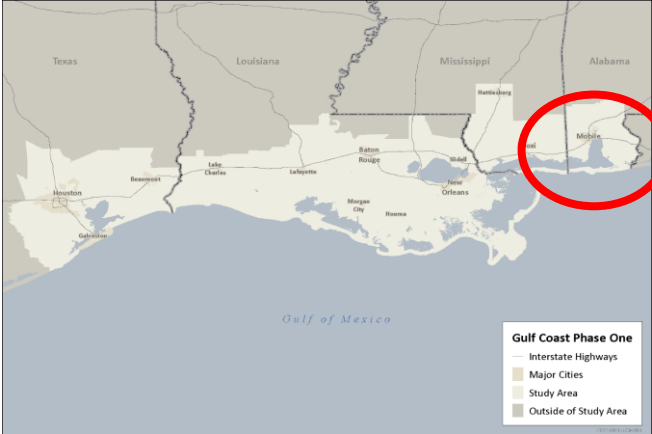 Texas
Louisiana
Mississippi
Alabama
Hattiesburg
Mobile
Baton
Rouge
Slidell
Lake
Charles
Lafayette
Beaumont
New
Orleans
Houston
Morgan
City
Houma
Galveston
Gulf of Mexico
Gulf Coast Phase One
Interstate Highways
Major Cities
Study Area
Outside of Study Area